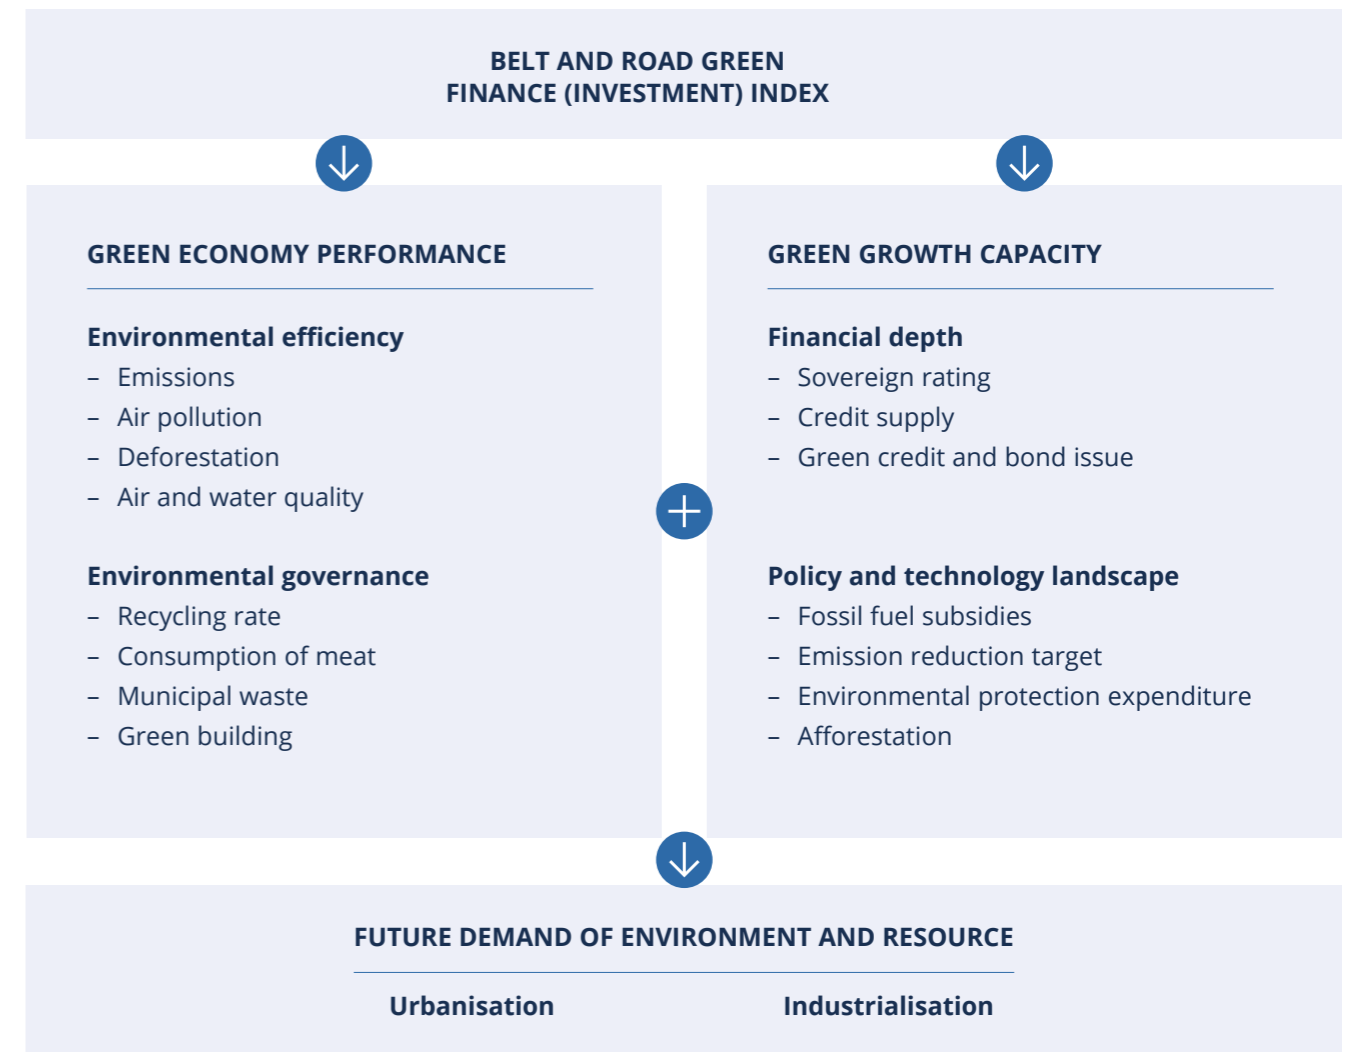 BELT AND ROAD GREEN
FINANCE (INVESTMENT) INDEX
GREEN ECONOMY PERFORMANCE
Environmental efficiency
– Emissions
– Air pollution
– Deforestation
– Air and water quality
Environmental governance
– Recycling rate
– Consumption of meat
– Municipal waste
– Green building
GREEN GROWTH CAPACITY
Financial depth
– Sovereign rating
– Credit supply
– Green credit and bond issue
Policy and technology landscape
– Fossil fuel subsidies
– Emission reduction target
– Environmental protection expenditure
– Afforestation
FUTURE DEMAND OF ENVIRONMENT AND RESOURCE
Urbanisation
Industrialisation